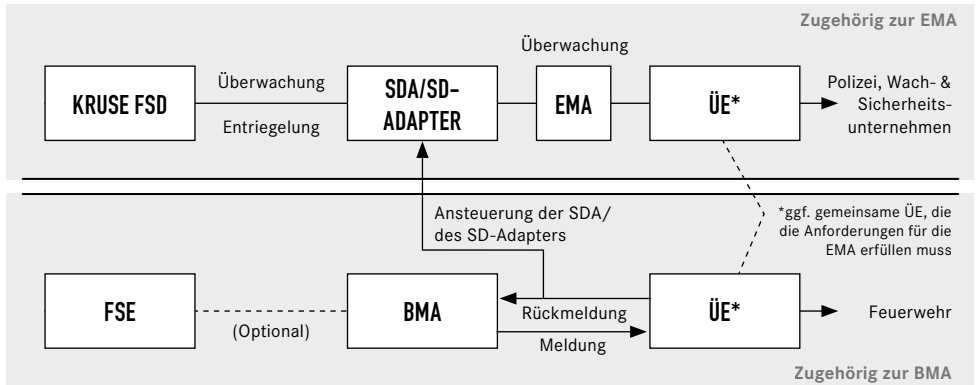 Zugehörig zur EMA
KRUSE FSD
Überwachung
Entriegelung
SDA/SD-
ADAPTER
Überwachung
EMA
ÜE*
Polizei, Wach- &
Sicherheits-
unternehmen
Ansteuerung der SDA/
des SD-Adapters
*ggf. gemeinsame ÜE, die
die Anforderungen für die
EMA erfüllen muss
FSE
(Optional)
BMA
Rückmeldung
Meldung
ÜE*
Feuerwehr
Zugehörig zur BMA